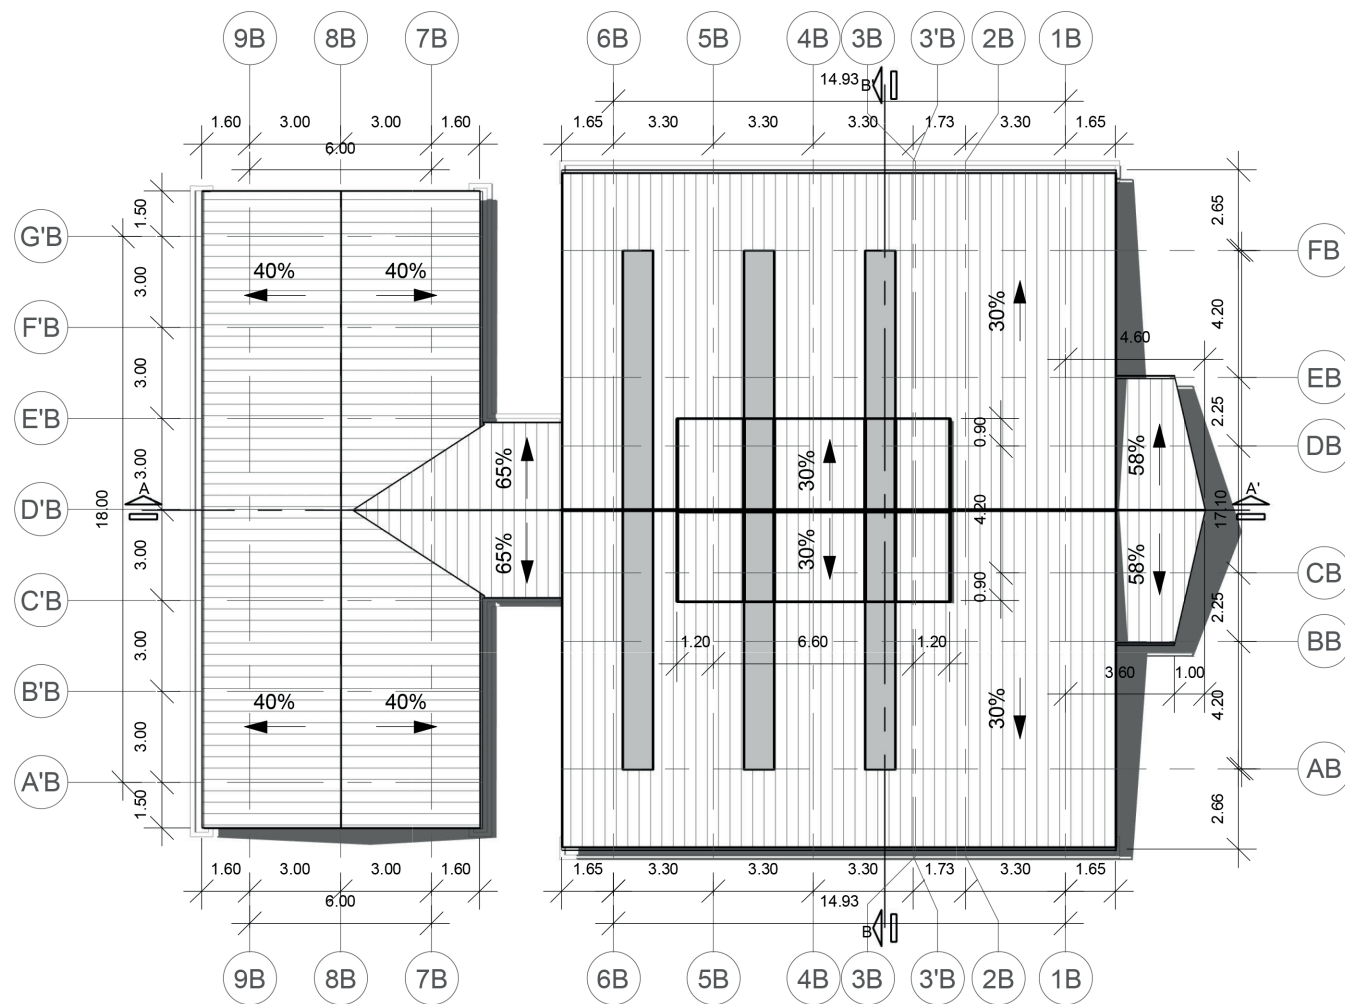 9B 8B 7B 6B 5B 4B 3B 3'B 2B 1B
14.93
B'
1.60 3.00 3.00 1.60 1.65 3.30 3.30 3.30 1.73 3.30 1.65
6.00
G'B
F'B
E'B
D'B
C'B
B'B
A'B
1.50
3.00
3.00
3.00
3.00
3.00
3.00
1.50
18.00
A
40% 40%
40% 40%
65%
65%
30%
30%
30%
30%
58%
58%
0.90
4.20
0.90
1.20 6.60 1.20
4.60
3.60 1.00
2.65
4.20
2.25
17.10
2.25
4.20
2.66
A'
FB
EB
DB
CB
BB
AB
1.60 3.00 3.00 1.60 1.65 3.30 3.30 3.30 1.73 3.30 1.65
6.00 14.93
B
9B 8B 7B 6B 5B 4B 3B 3'B 2B 1B